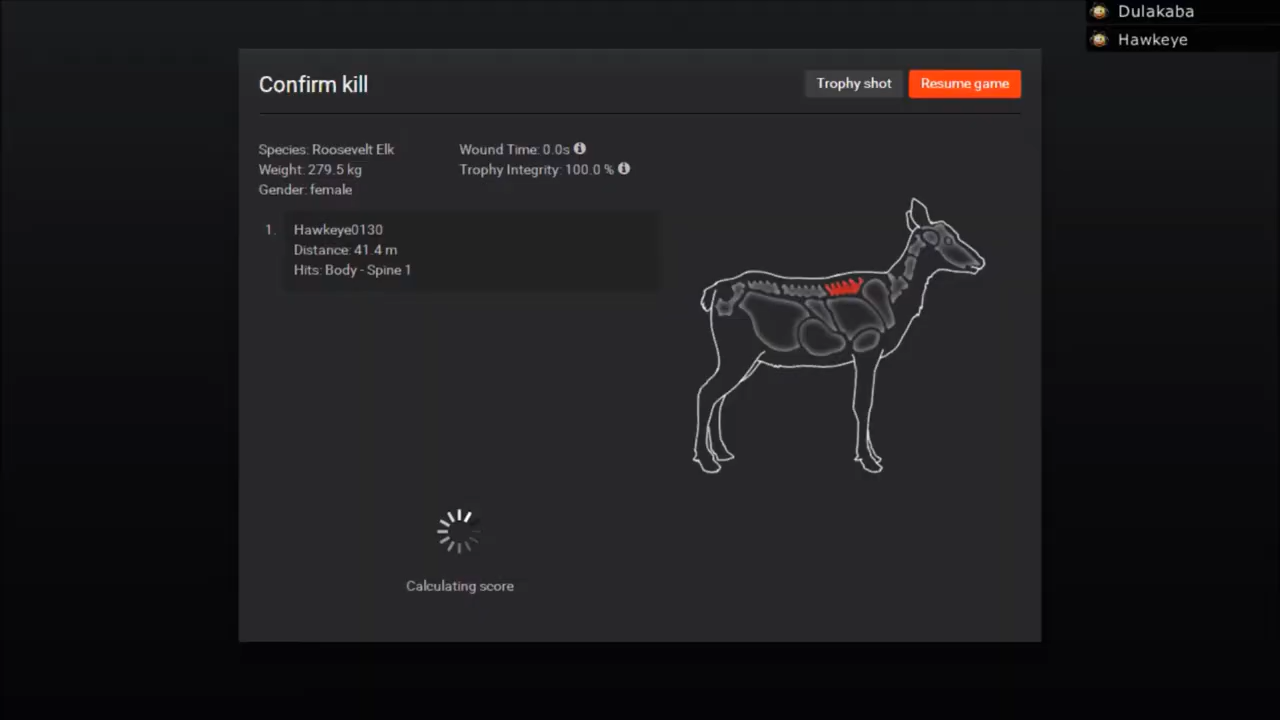 Dulakaba
Hawkeye
Confirm kill
Trophy shot
Resume game
Species: Roosevelt Elk
Weight: 279.5 kg
Gender: female
Wound Time: 0.0s
Trophy Integrity: 100.0 %
1.
Hawkeye0130
Distance: 41.4 m
Hits: Body - Spine 1
Calculating score